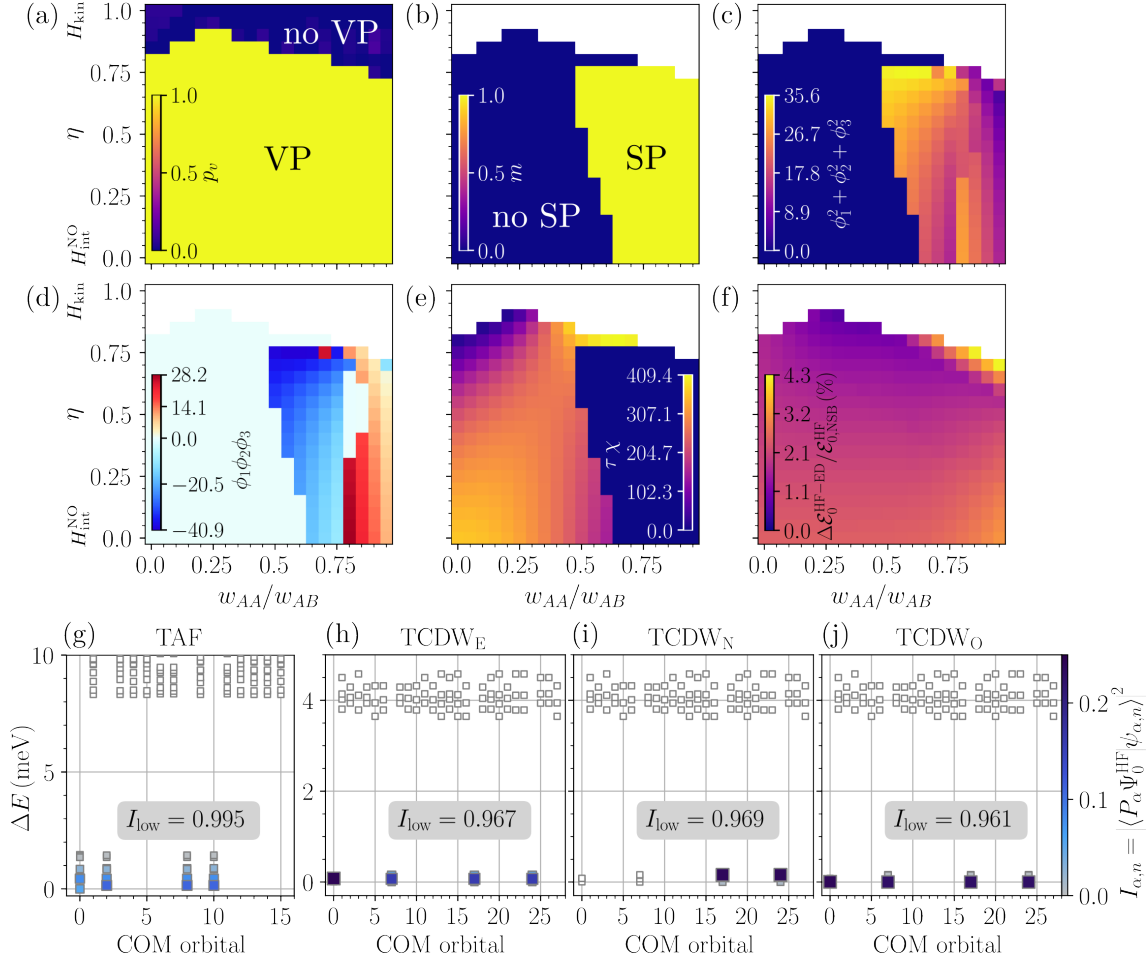 (a)
H_kin
1.0
0.75
η
0.5
0.25
H_int^NO
0.0
no VP
VP
1.0
0.5
0.0
p_v
(b)
1.0
0.5
0.0
m
SP
no SP
(c)
35.6
26.7
17.8
8.9
0.0
ϕ_1^2 + ϕ_2^2 + ϕ_3^2
(d)
H_kin
1.0
0.75
η
0.5
0.25
H_int^NO
0.0
28.2
14.1
0.0
−20.5
−40.9
ϕ_1ϕ_2ϕ_3
0.0 0.25 0.5 0.75
w_AA/w_AB
(e)
409.4
307.1
204.7
102.3
0.0
τχ
0.0 0.25 0.5 0.75
w_AA/w_AB
(f)
4.3
3.2
2.1
1.1
0.0
Δℰ_0^{HF−ED}/ℰ_{0,NSB}^{HF}(%)
0.0 0.25 0.5 0.75
w_AA/w_AB
(g) TAF
10
5
0
ΔE (meV)
I_low = 0.995
0 5 10 15
COM orbital
(h) TCDW_E
4
2
0
I_low = 0.967
0 5 10 15 20 25
COM orbital
(i) TCDW_N
I_low = 0.969
0 5 10 15 20 25
COM orbital
(j) TCDW_O
I_low = 0.961
0 5 10 15 20 25
COM orbital
0.2
0.1
0.0
I_{α,n} = |⟨P_αΨ_0^{HF}|ψ_{α,n}⟩|^2